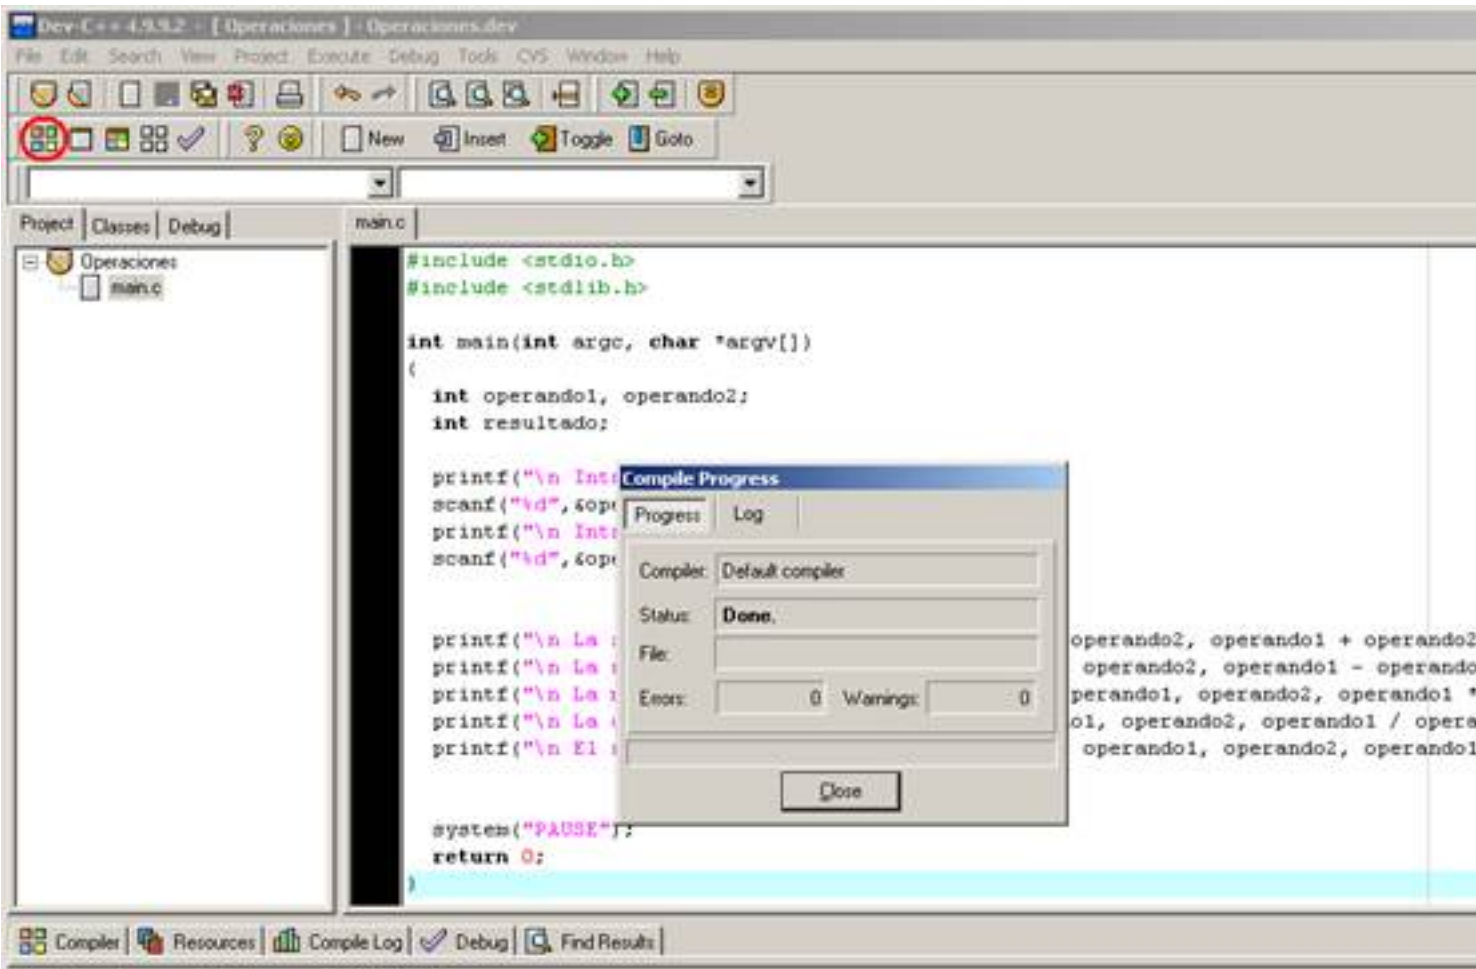 Dev-C++ 4.9.9.2 - [ Operaciones ] - Operaciones.dev
File Edit Search View Project Execute Debug Tools CVS Window Help
New Insert Toggle Goto
Project Classes Debug
main.c
Operaciones
main.c
#include <stdio.h>
#include <stdlib.h>
int main(int argc, char *argv[])
{
int operando1, operando2;
int resultado;
printf("\n Int
scanf("%d",&op
printf("\n Int
scanf("%d",&op
printf("\n La operando2, operando1 + operando2
printf("\n La operando2, operando1 - operando
printf("\n La perando1, operando2, operando1 *
printf("\n La o1, operando2, operando1 / opera
printf("\n El operando1, operando2, operando1
system("PAUSE");
return 0;
}
Compile Progress
Progress Log
Compiler: Default compiler
Status: Done.
File:
Errors: 0 Warnings: 0
Close
Compiler Resources Compile Log Debug Find Results